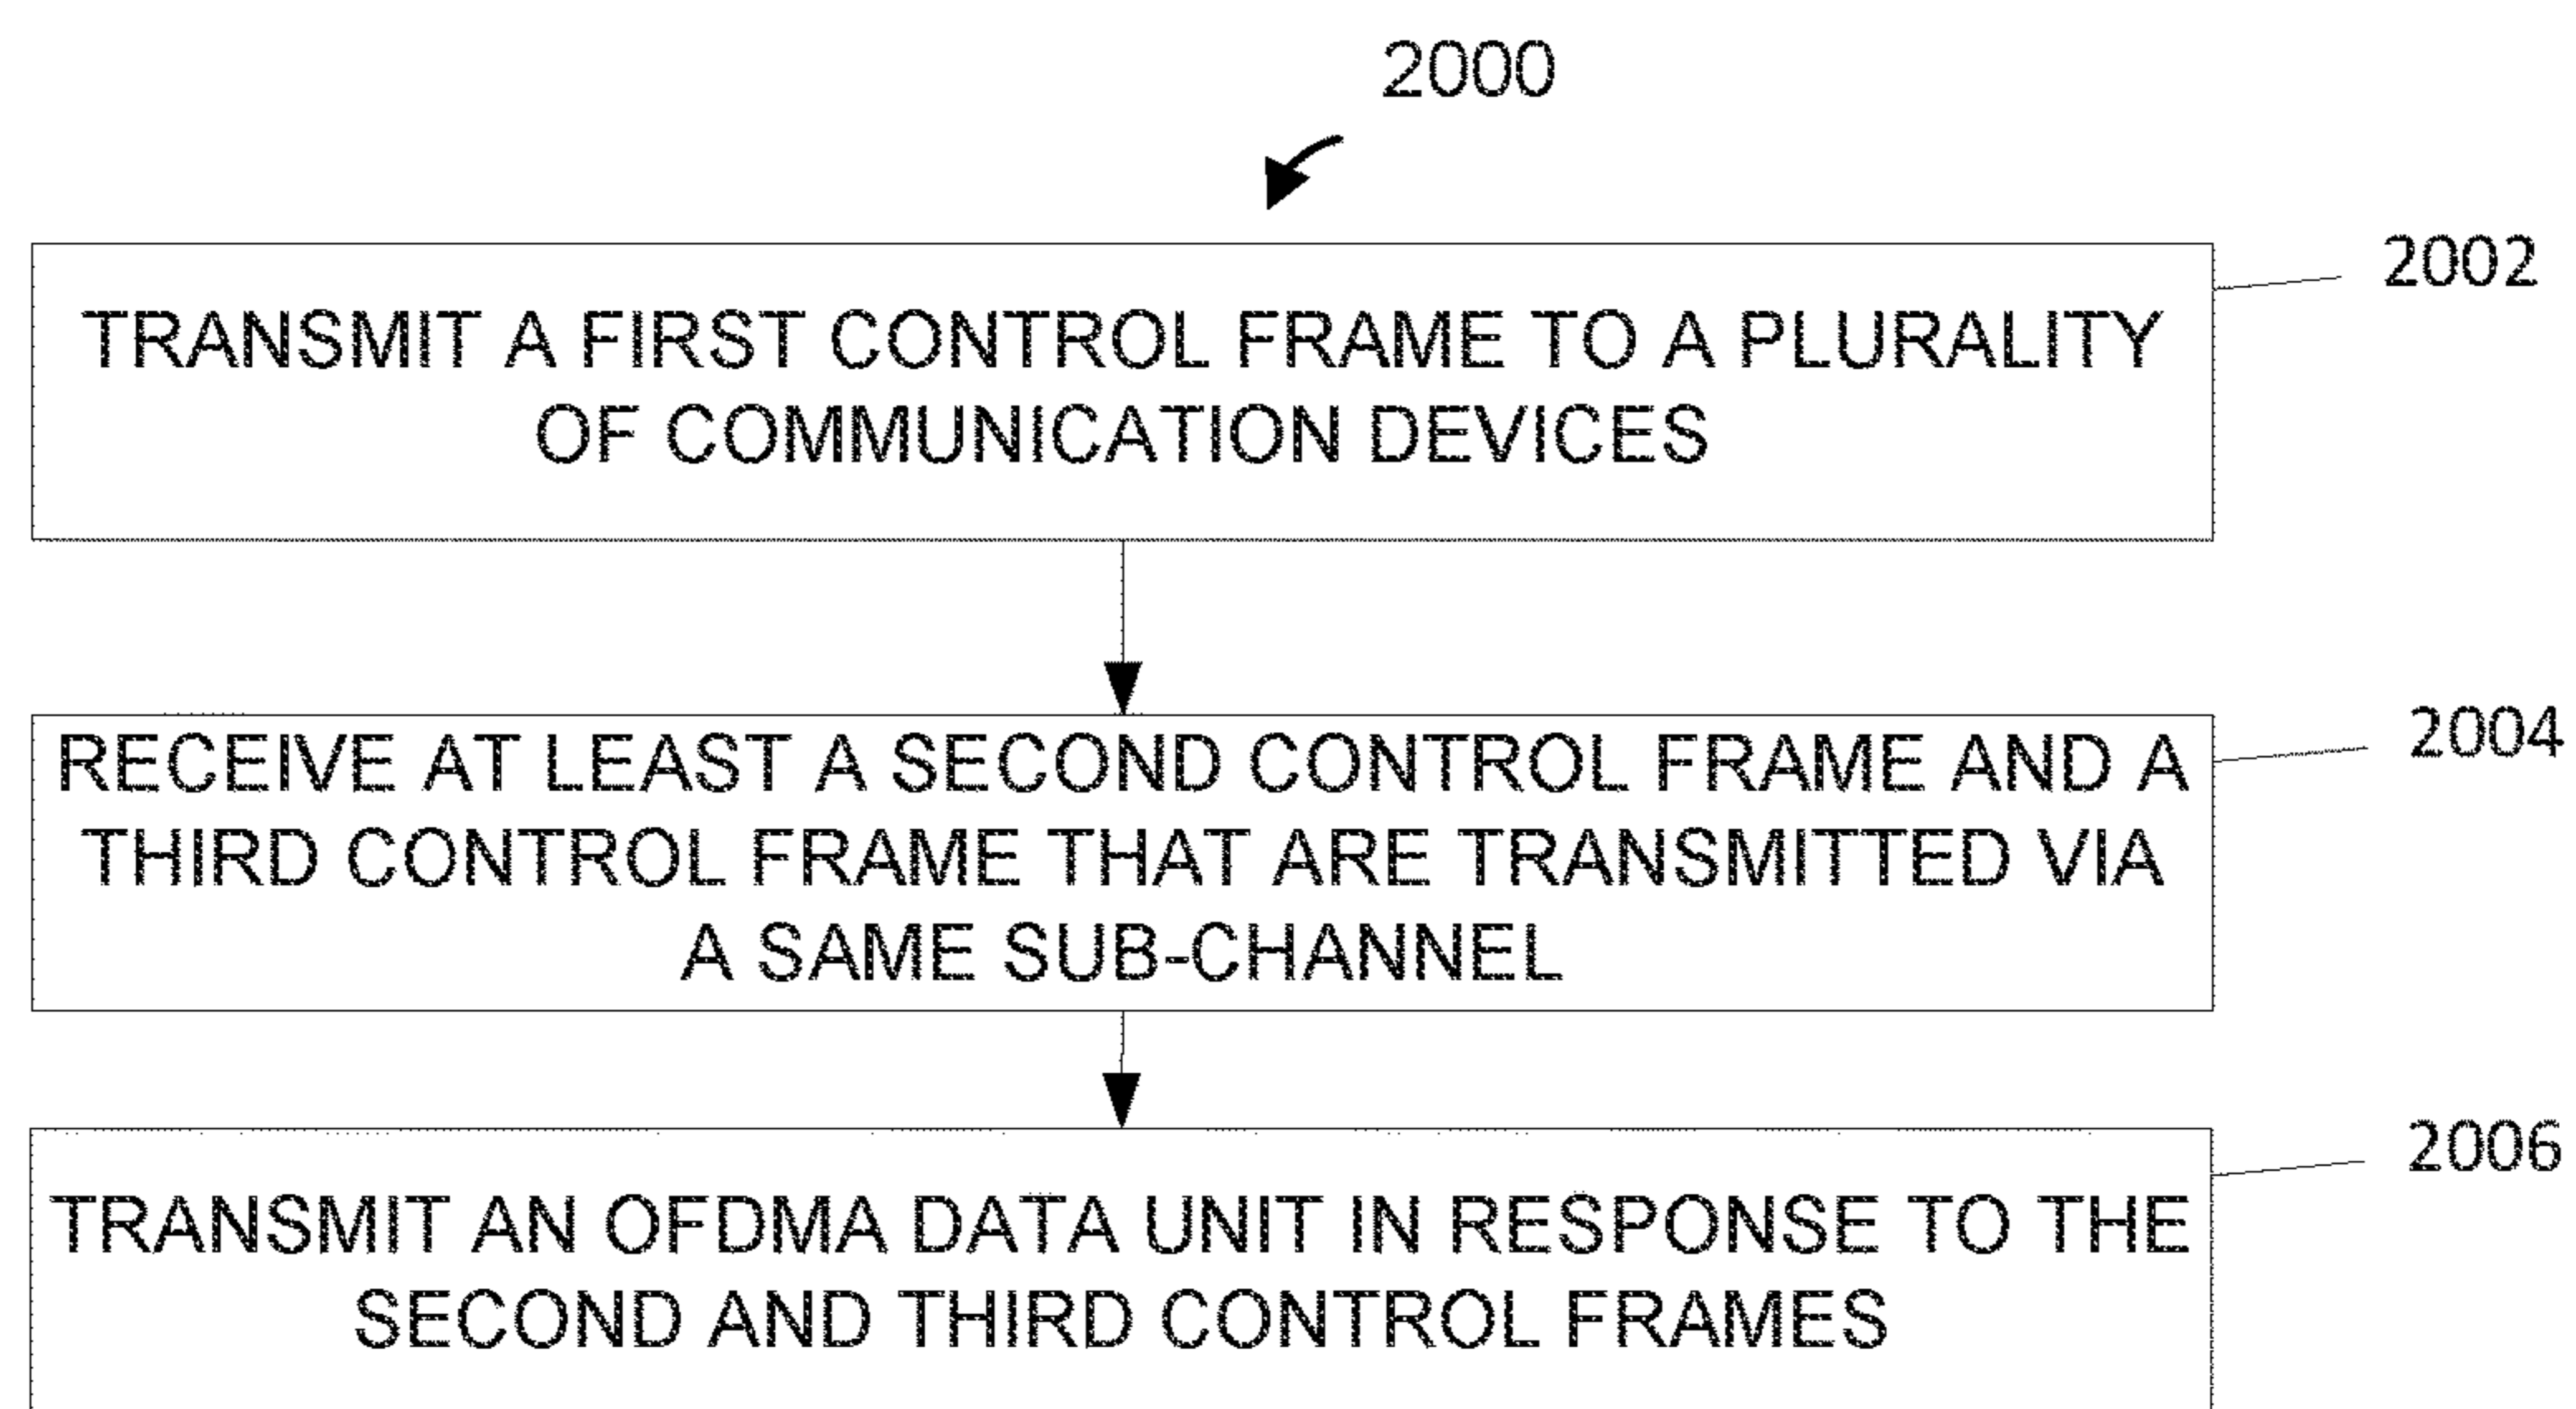 2000
2002
TRANSMIT A FIRST CONTROL FRAME TO A PLURALITY
OF COMMUNICATION DEVICES
2004
RECEIVE AT LEAST A SECOND CONTROL FRAME AND A
THIRD CONTROL FRAME THAT ARE TRANSMITTED VIA
A SAME SUB-CHANNEL
2006
TRANSMIT AN OFDMA DATA UNIT IN RESPONSE TO THE
SECOND AND THIRD CONTROL FRAMES